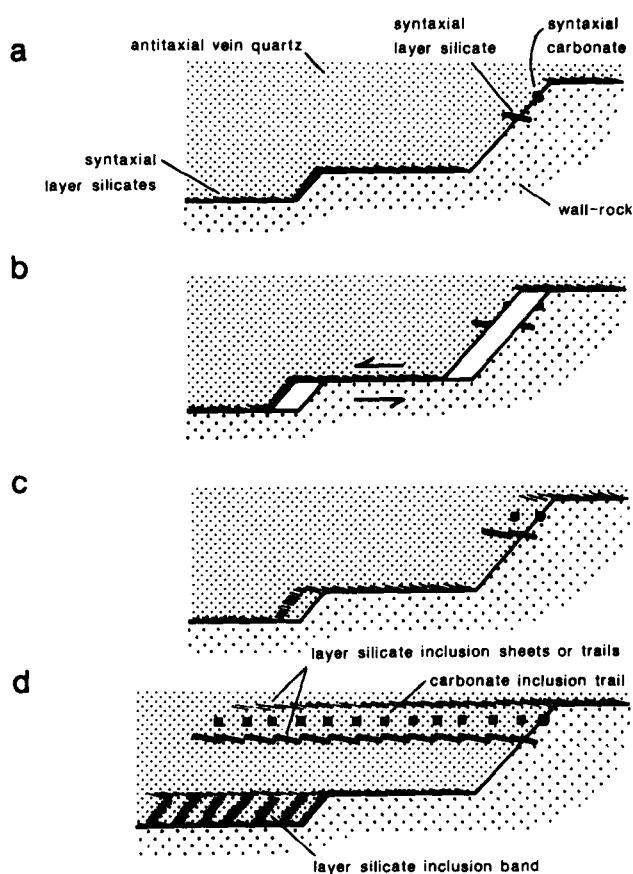 a
antitaxial vein quartz
syntaxial
layer silicate
syntaxial
carbonate
syntaxial
layer silicates
wall-rock
b
c
layer silicate inclusion sheets or trails
d
carbonate inclusion trail
layer silicate inclusion band